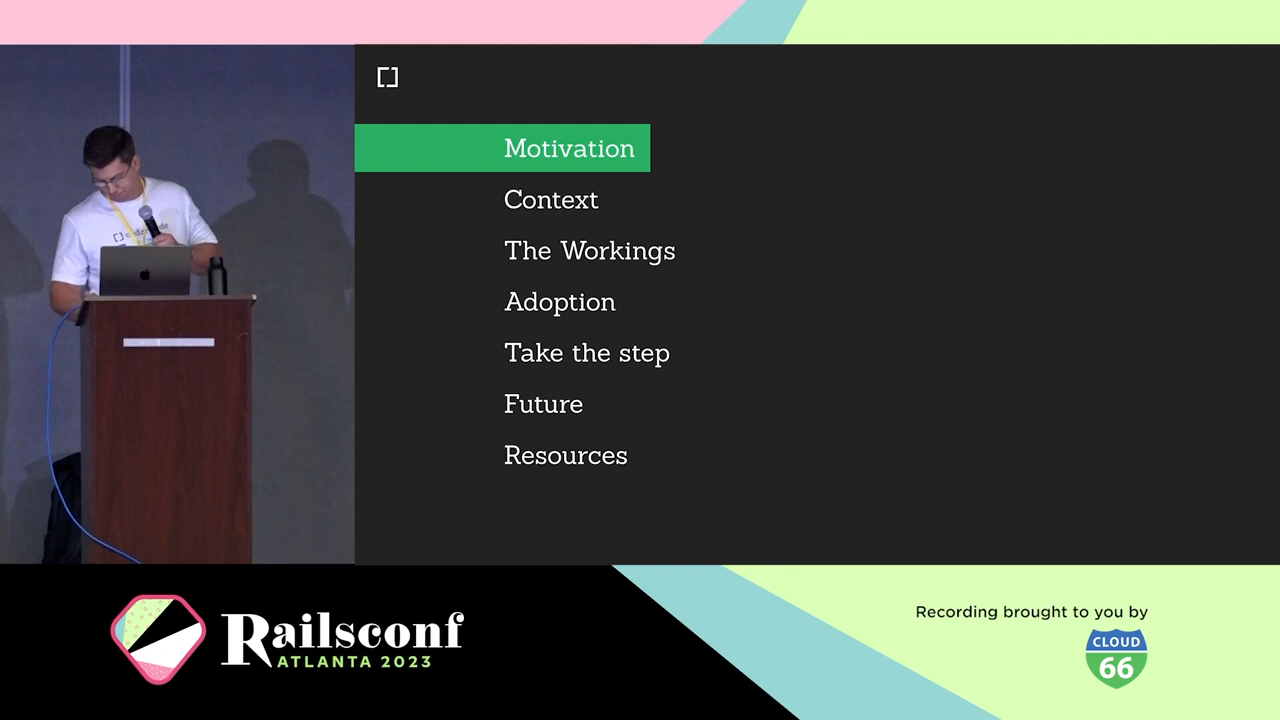 Motivation
Context
The Workings
Adoption
Take the step
Future
Resources
Railsconf
ATLANTA 2023
Recording brought to you by
CLOUD
66